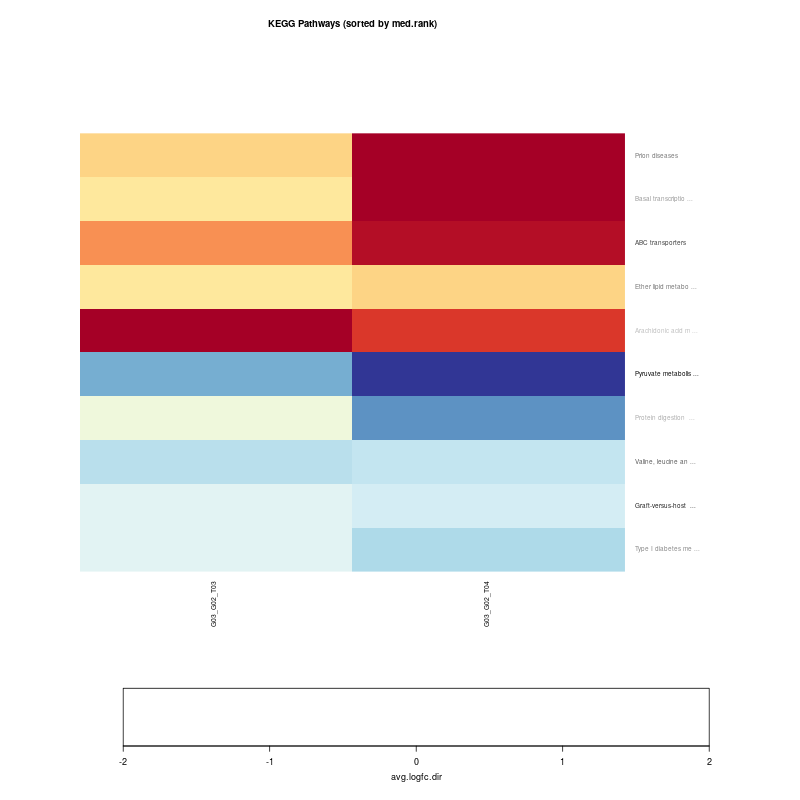 KEGG Pathways (sorted by med.rank)
Prion diseases
Basal transcriptio ...
ABC transporters
Ether lipid metabo ...
Arachidonic acid m ...
Pyruvate metabolis ...
Protein digestion ...
Valine, leucine an ...
Graft-versus-host ...
Type I diabetes me ...
G03_G02_T03
G03_G02_T04
-2 -1 0 1 2
avg.logfc.dir